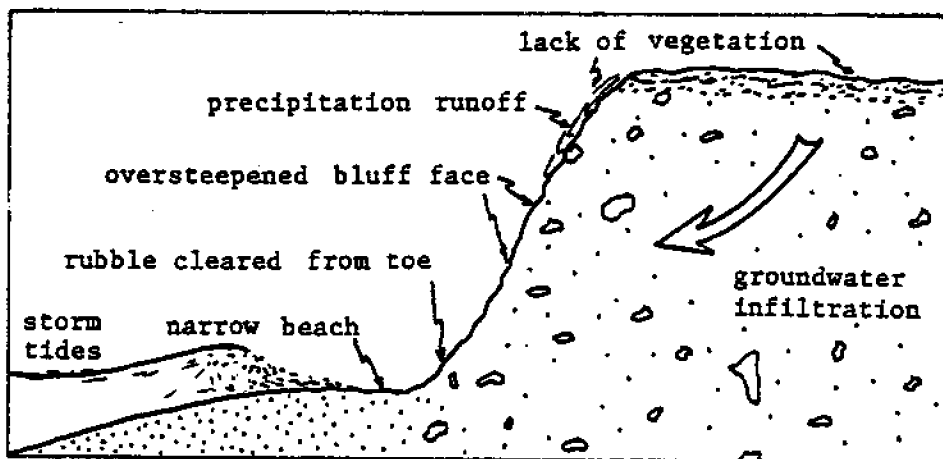 lack of vegetation
precipitation runoff
oversteepened bluff face
rubble cleared from toe
groundwater
infiltration
storm
tides
narrow beach